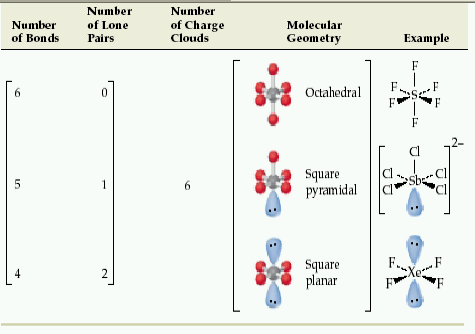 Number of Bonds
Number of Lone Pairs
Number of Charge Clouds
Molecular Geometry
Example
6
0
Octahedral
F
F F
S
F F
F
5
1
6
Square pyramidal
2–
Cl
Cl Cl
Sb
Cl Cl
4
2
Square planar
F F
Xe
F F